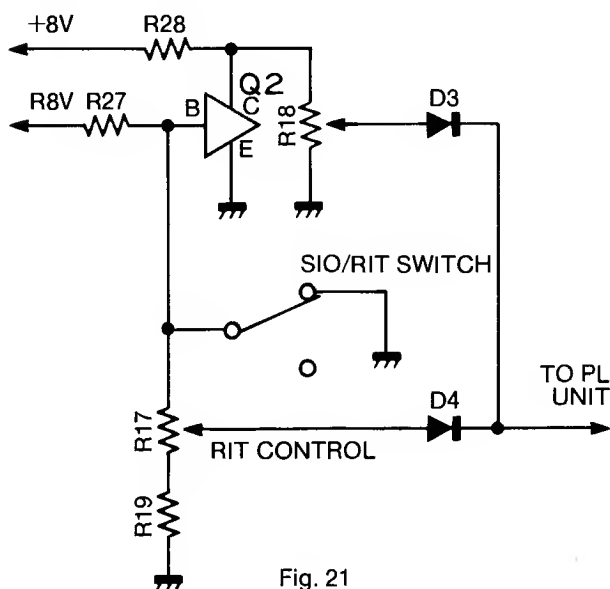 +8V
R28
R8V
R27
Q2
B
C
E
R18
D3
SIO/RIT SWITCH
R17
RIT CONTROL
D4
TO PL
UNIT
R19
Fig. 21